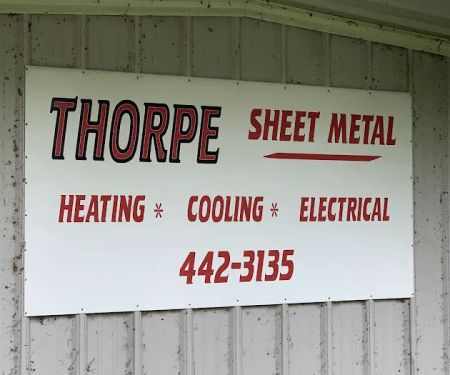 THORPE SHEET METAL
HEATING * COOLING * ELECTRICAL
442-3135